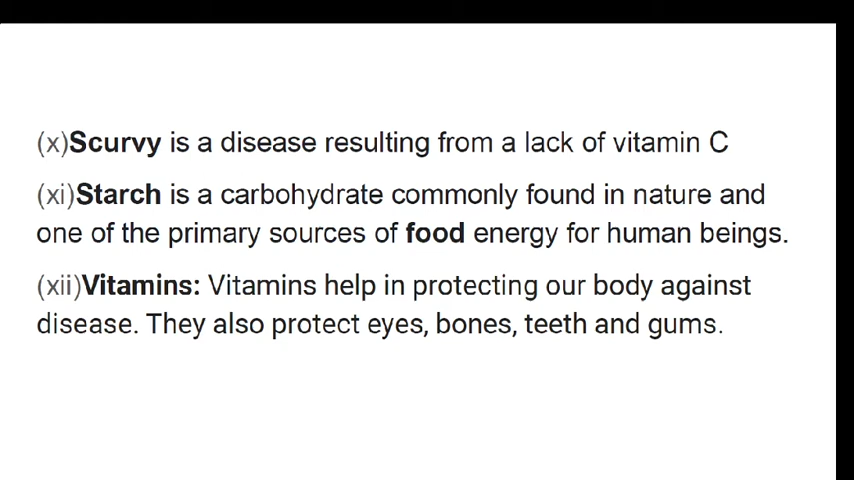 (x)Scurvy is a disease resulting from a lack of vitamin C
(xi)Starch is a carbohydrate commonly found in nature and
one of the primary sources of food energy for human beings.
(xii)Vitamins: Vitamins help in protecting our body against
disease. They also protect eyes, bones, teeth and gums.